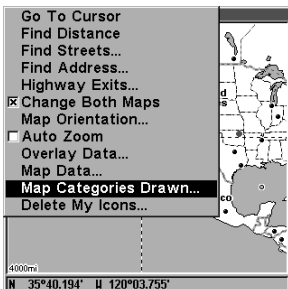 Go To Cursor
Find Distance
Find Streets...
Find Address...
Highway Exits...
Change Both Maps
Map Orientation...
Auto Zoom
Overlay Data...
Map Data...
Map Categories Drawn...
Delete My Icons...
d
s
co
4000mi
N 35°40.194' W 120°03.755'